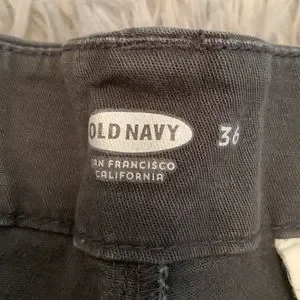 OLD NAVY
36
SAN FRANCISCO
CALIFORNIA